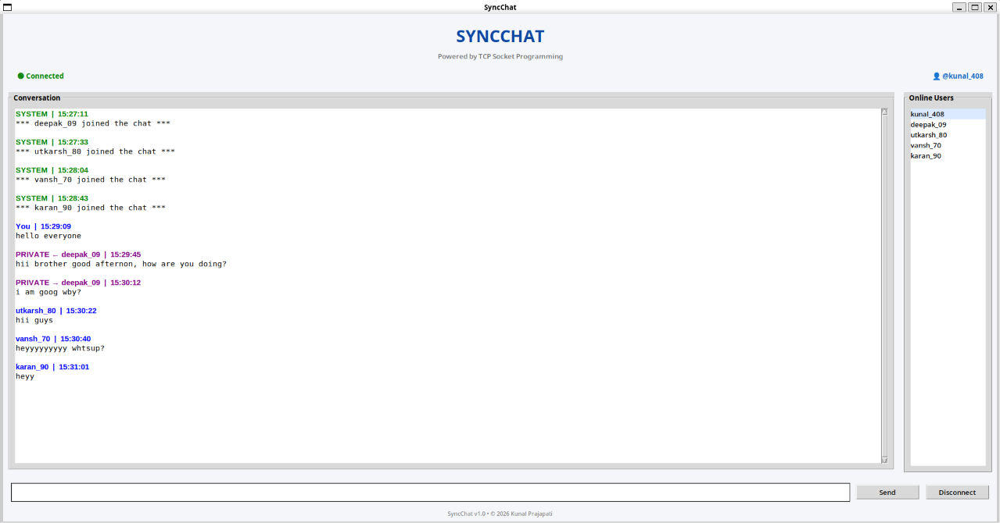 SyncChat
SYNCCHAT
Powered by TCP Socket Programming
Connected
@kunal_408
Conversation
SYSTEM | 15:27:11
*** deepak_09 joined the chat ***
SYSTEM | 15:27:33
*** utkarsh_80 joined the chat ***
SYSTEM | 15:28:04
*** vansh_70 joined the chat ***
SYSTEM | 15:28:43
*** karan_90 joined the chat ***
You | 15:29:09
hello everyone
PRIVATE ← deepak_09 | 15:29:45
hii brother good afternon, how are you doing?
PRIVATE → deepak_09 | 15:30:12
i am goog wby?
utkarsh_80 | 15:30:22
hii guys
vansh_70 | 15:30:40
heyyyyyyyyy whtsup?
karan_90 | 15:31:01
heyy
Online Users
kunal_408
deepak_09
utkarsh_80
vansh_70
karan_90
Send
Disconnect
SyncChat v1.0 • © 2026 Kunal Prajapati